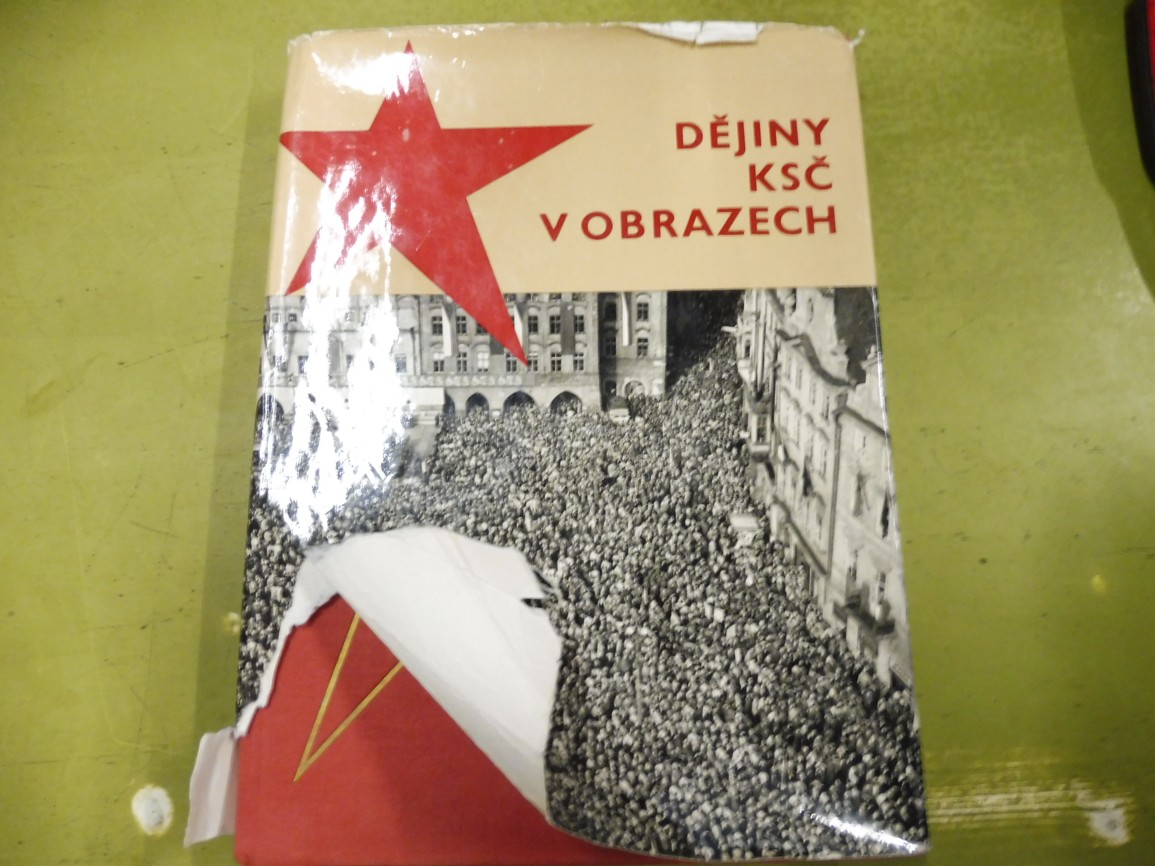 DĚJINY
KSČ
V OBRAZECH